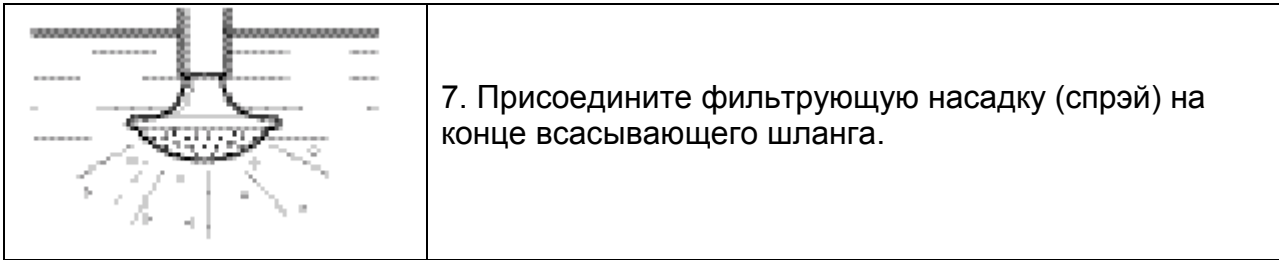 7. Присоедините фильтрующую насадку (спрэй) на
конце всасывающего шланга.